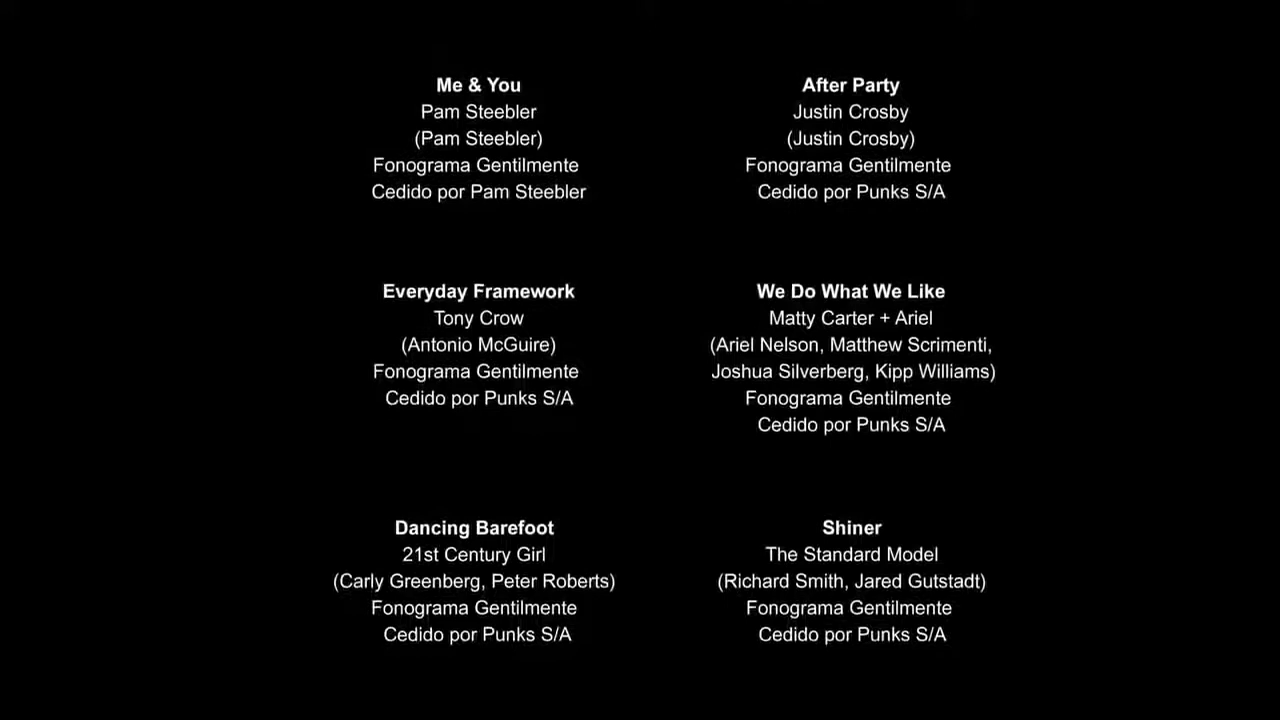 Me & You
Pam Steebler
(Pam Steebler)
Fonograma Gentilmente
Cedido por Pam Steebler
After Party
Justin Crosby
(Justin Crosby)
Fonograma Gentilmente
Cedido por Punks S/A
Everyday Framework
Tony Crow
(Antonio McGuire)
Fonograma Gentilmente
Cedido por Punks S/A
We Do What We Like
Matty Carter + Ariel
(Ariel Nelson, Matthew Scrimenti,
Joshua Silverberg, Kipp Williams)
Fonograma Gentilmente
Cedido por Punks S/A
Dancing Barefoot
21st Century Girl
(Carly Greenberg, Peter Roberts)
Fonograma Gentilmente
Cedido por Punks S/A
Shiner
The Standard Model
(Richard Smith, Jared Gutstadt)
Fonograma Gentilmente
Cedido por Punks S/A